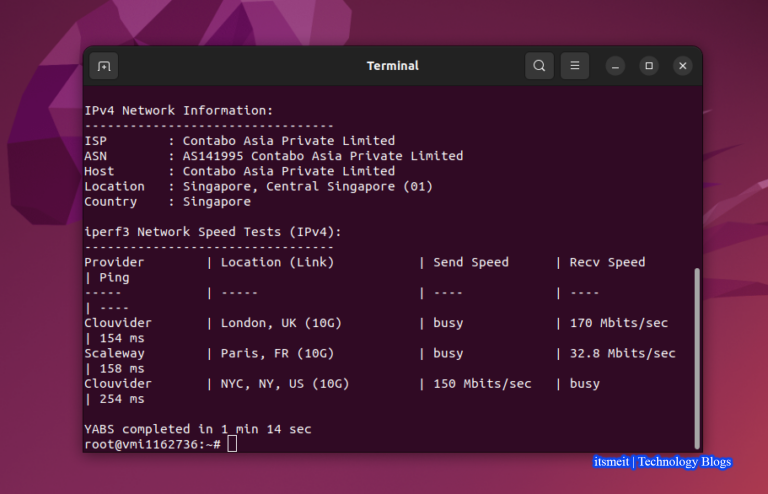 Terminal
IPv4 Network Information:
---------------------------------
ISP        : Contabo Asia Private Limited
ASN        : AS141995 Contabo Asia Private Limited
Host       : Contabo Asia Private Limited
Location   : Singapore, Central Singapore (01)
Country    : Singapore
iperf3 Network Speed Tests (IPv4):
---------------------------------
Provider        | Location (Link)           | Send Speed      | Recv Speed
| Ping
-----           | -----                     | ----            | ----
| ----
Clouvider       | London, UK (10G)          | busy            | 170 Mbits/sec
| 154 ms
Scaleway        | Paris, FR (10G)           | busy            | 32.8 Mbits/sec
| 158 ms
Clouvider       | NYC, NY, US (10G)         | 150 Mbits/sec   | busy
| 254 ms
YABS completed in 1 min 14 sec
root@vmi1162736:~#
itsmeit | Technology Blogs